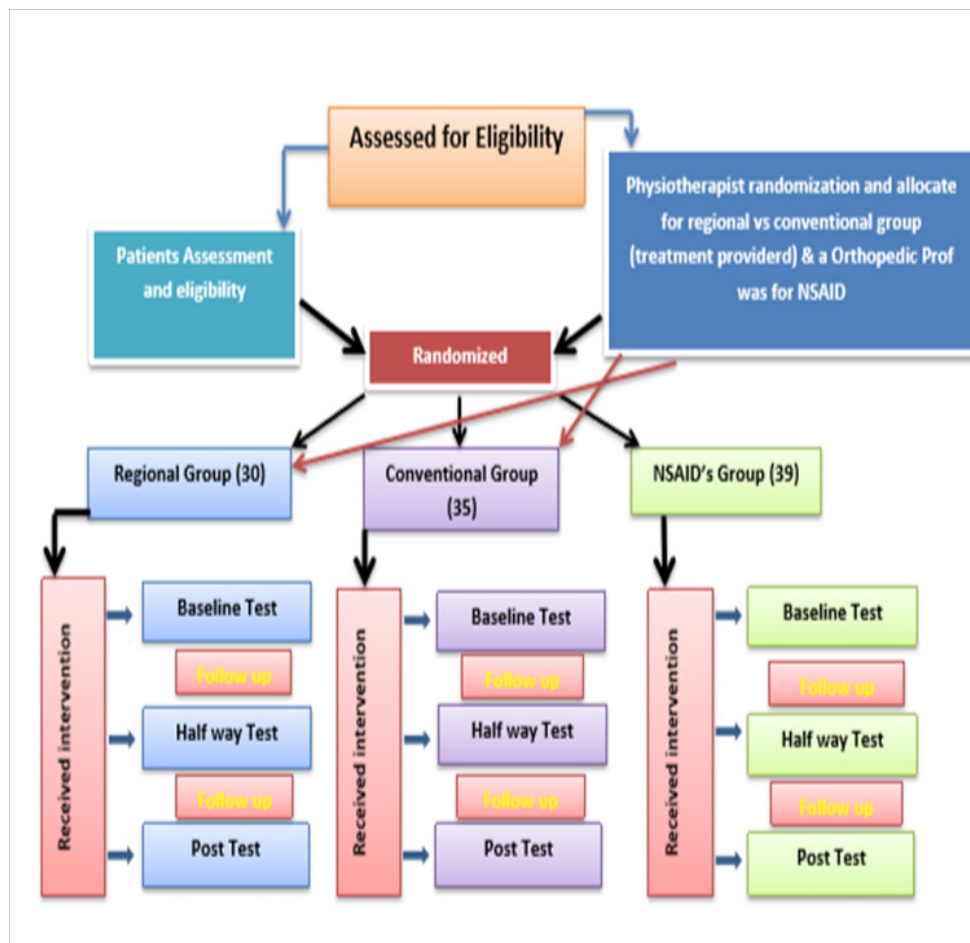 Assessed for Eligibility
Patients Assessment
and eligibility
Physiotherapist randomization and allocate
for regional vs conventional group
(treatment providerd) & a Orthopedic Prof
was for NSAID
Randomized
Regional Group (30)
Conventional Group
(35)
NSAID's Group (39)
Received intervention
Baseline Test
Follow up
Half way Test
Follow up
Post Test
Received intervention
Baseline Test
Follow up
Half way Test
Follow up
Post Test
Received intervention
Baseline Test
Follow up
Half way Test
Follow up
Post Test